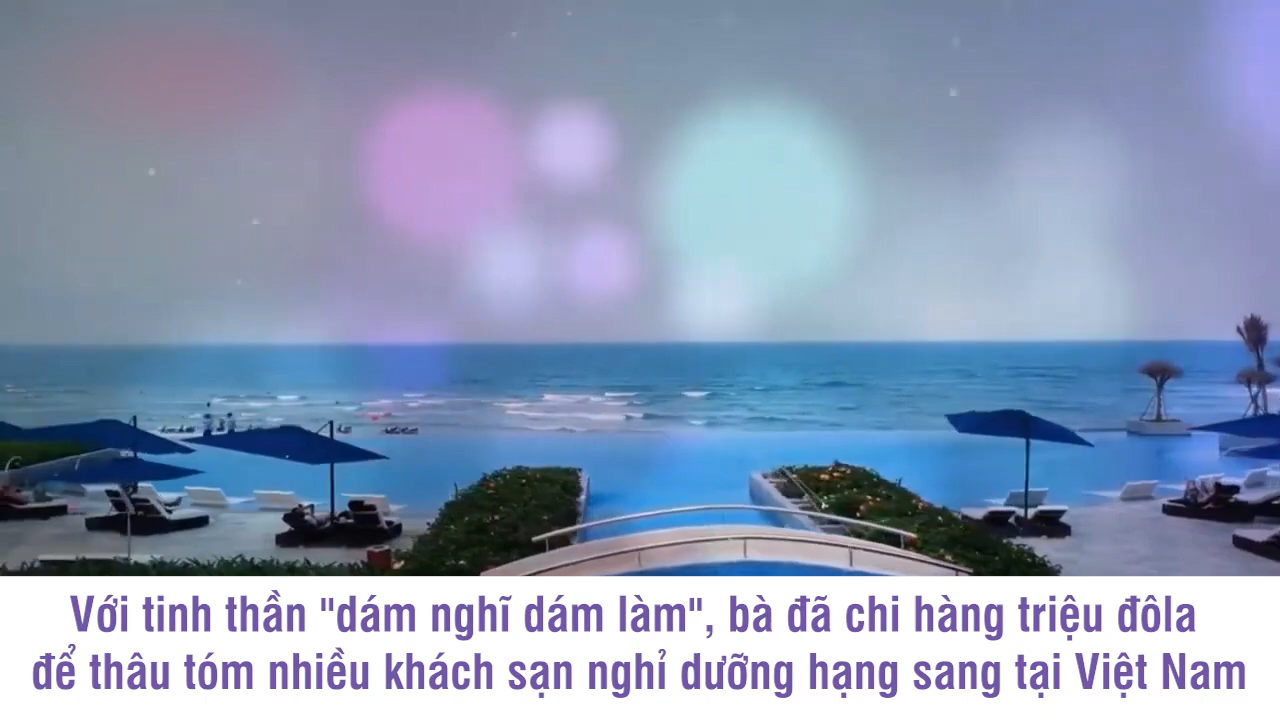 Với tinh thần "dám nghĩ dám làm", bà đã chi hàng triệu đôla
để thâu tóm nhiều khách sạn nghỉ dưỡng hạng sang tại Việt Nam